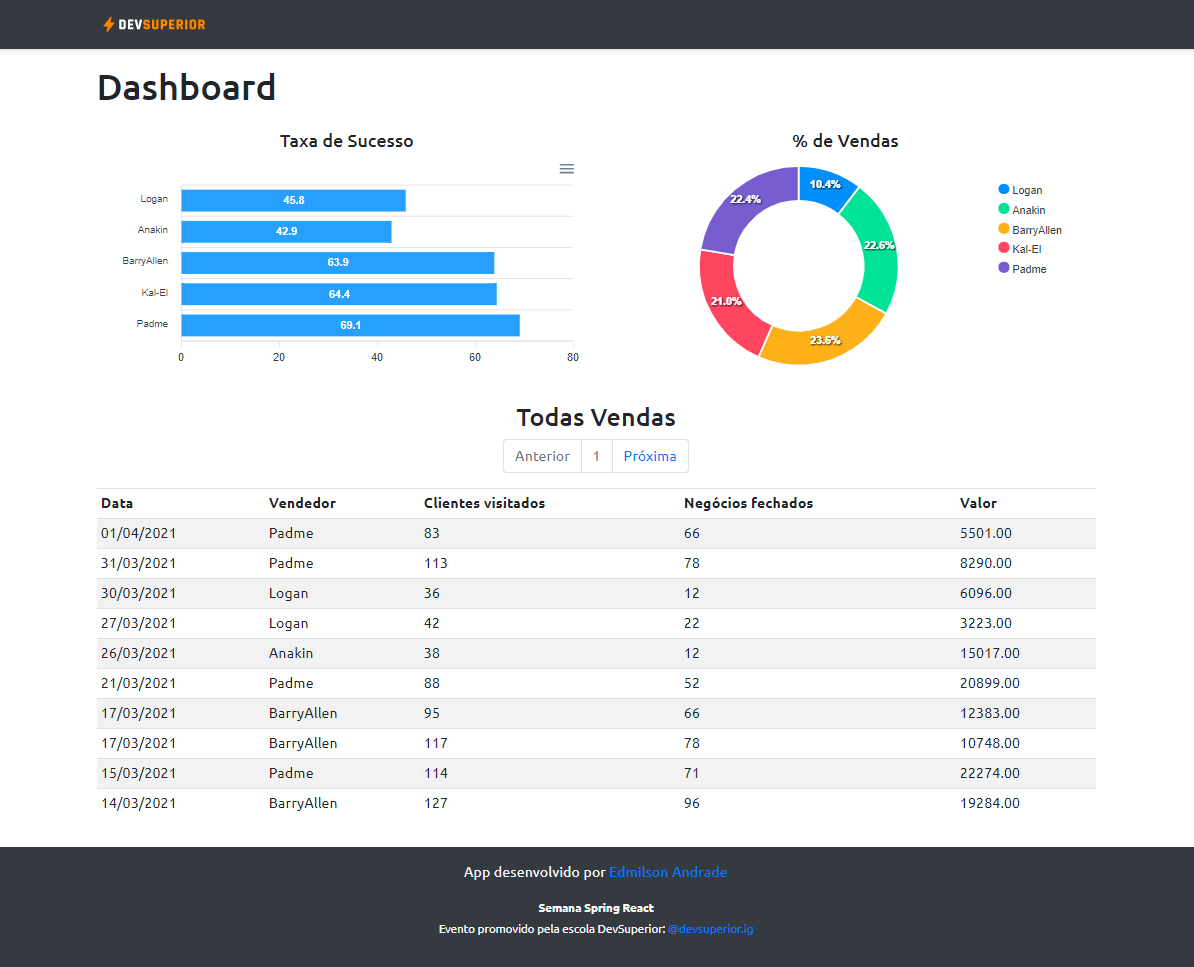 DEVSUPERIOR
Dashboard
Taxa de Sucesso
Logan 45.8
Anakin 42.9
BarryAllen 63.9
Kal-El 64.4
Padme 69.1
0 20 40 60 80
% de Vendas
10.4%
22.6%
23.6%
21.0%
22.4%
Logan
Anakin
BarryAllen
Kal-El
Padme
Todas Vendas
Anterior 1 Próxima
Data Vendedor Clientes visitados Negócios fechados Valor
01/04/2021 Padme 83 66 5501.00
31/03/2021 Padme 113 78 8290.00
30/03/2021 Logan 36 12 6096.00
27/03/2021 Logan 42 22 3223.00
26/03/2021 Anakin 38 12 15017.00
21/03/2021 Padme 88 52 20899.00
17/03/2021 BarryAllen 95 66 12383.00
17/03/2021 BarryAllen 117 78 10748.00
15/03/2021 Padme 114 71 22274.00
14/03/2021 BarryAllen 127 96 19284.00
App desenvolvido por Edmilson Andrade
Semana Spring React
Evento promovido pela escola DevSuperior: @devsuperior.ig